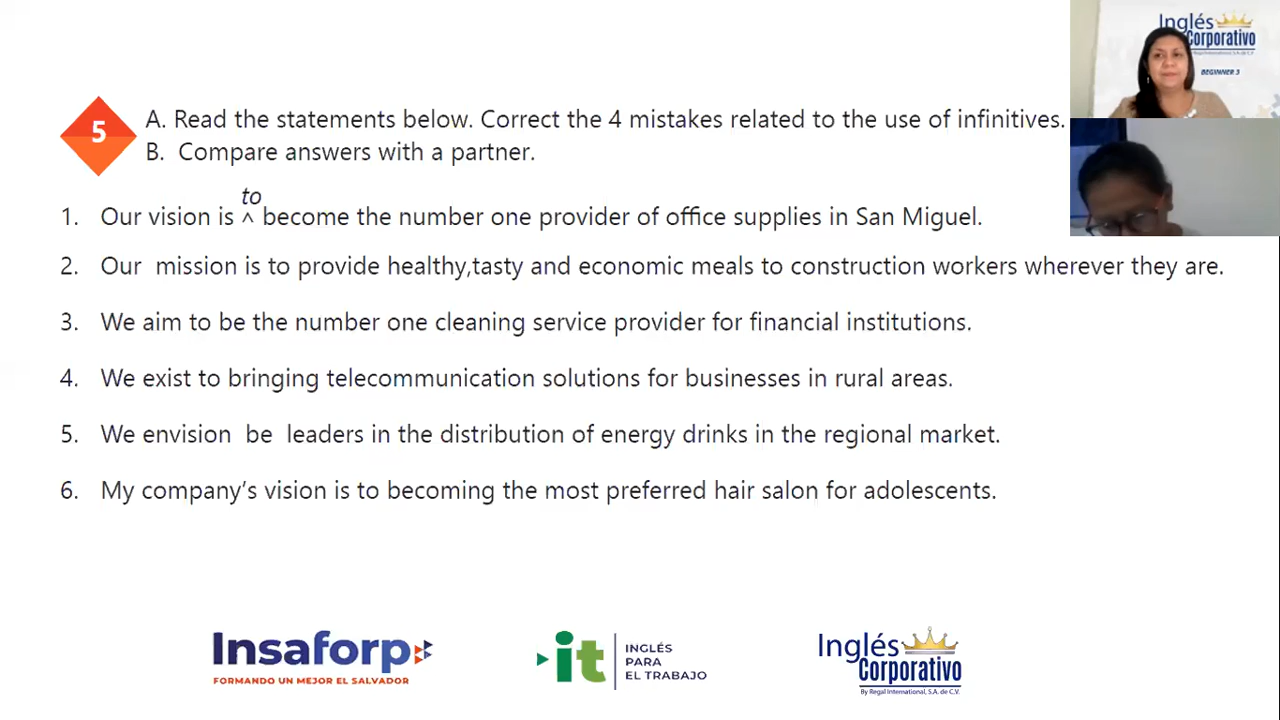 Inglés
Corporativo
By Regal International, S.A. de C.V.
BEGINNER 3
5
A. Read the statements below. Correct the 4 mistakes related to the use of infinitives.
B. Compare answers with a partner.
to
1. Our vision is ^ become the number one provider of office supplies in San Miguel.
2. Our mission is to provide healthy,tasty and economic meals to construction workers wherever they are.
3. We aim to be the number one cleaning service provider for financial institutions.
4. We exist to bringing telecommunication solutions for businesses in rural areas.
5. We envision be leaders in the distribution of energy drinks in the regional market.
6. My company’s vision is to becoming the most preferred hair salon for adolescents.
Insaforp
FORMANDO UN MEJOR EL SALVADOR
it
INGLÉS
PARA
EL TRABAJO
Inglés
Corporativo
By Regal International, S.A. de C.V.